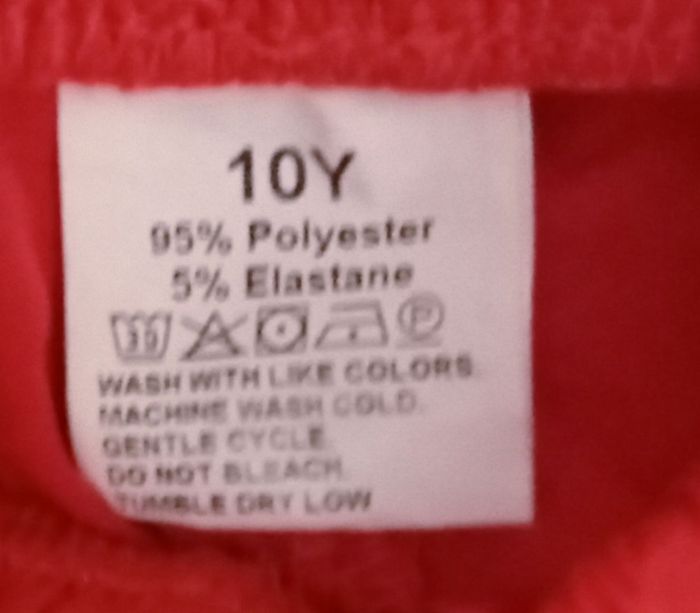 10Y
95% Polyester
5% Elastane
30 P
WASH WITH LIKE COLORS.
MACHINE WASH COLD.
GENTLE CYCLE.
DO NOT BLEACH.
TUMBLE DRY LOW